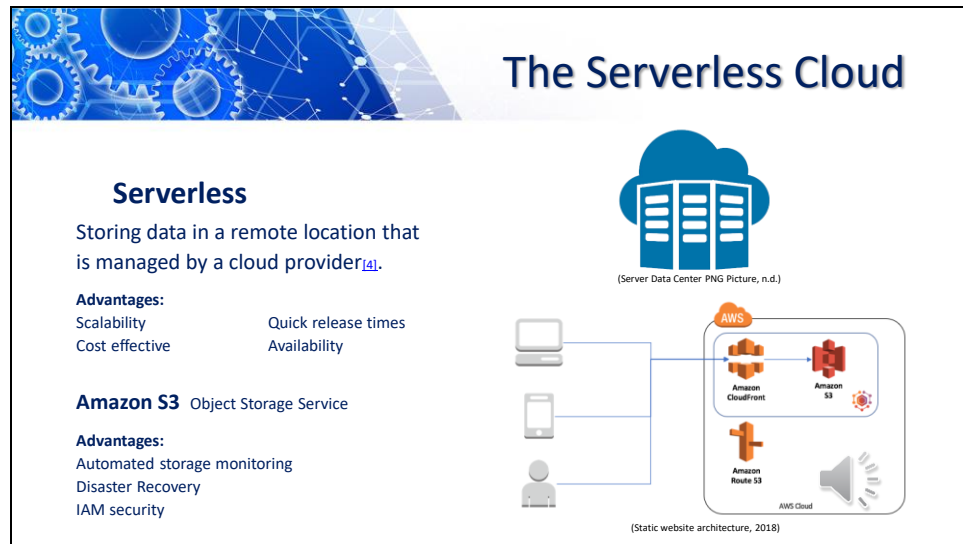 The Serverless Cloud
Serverless
Storing data in a remote location that
is managed by a cloud provider[4].
Advantages:
Scalability Quick release times
Cost effective Availability
Amazon S3 Object Storage Service
Advantages:
Automated storage monitoring
Disaster Recovery
IAM security
(Server Data Center PNG Picture, n.d.)
AWS
Amazon
CloudFront
Amazon
S3
Amazon
Route 53
AWS Cloud
(Static website architecture, 2018)